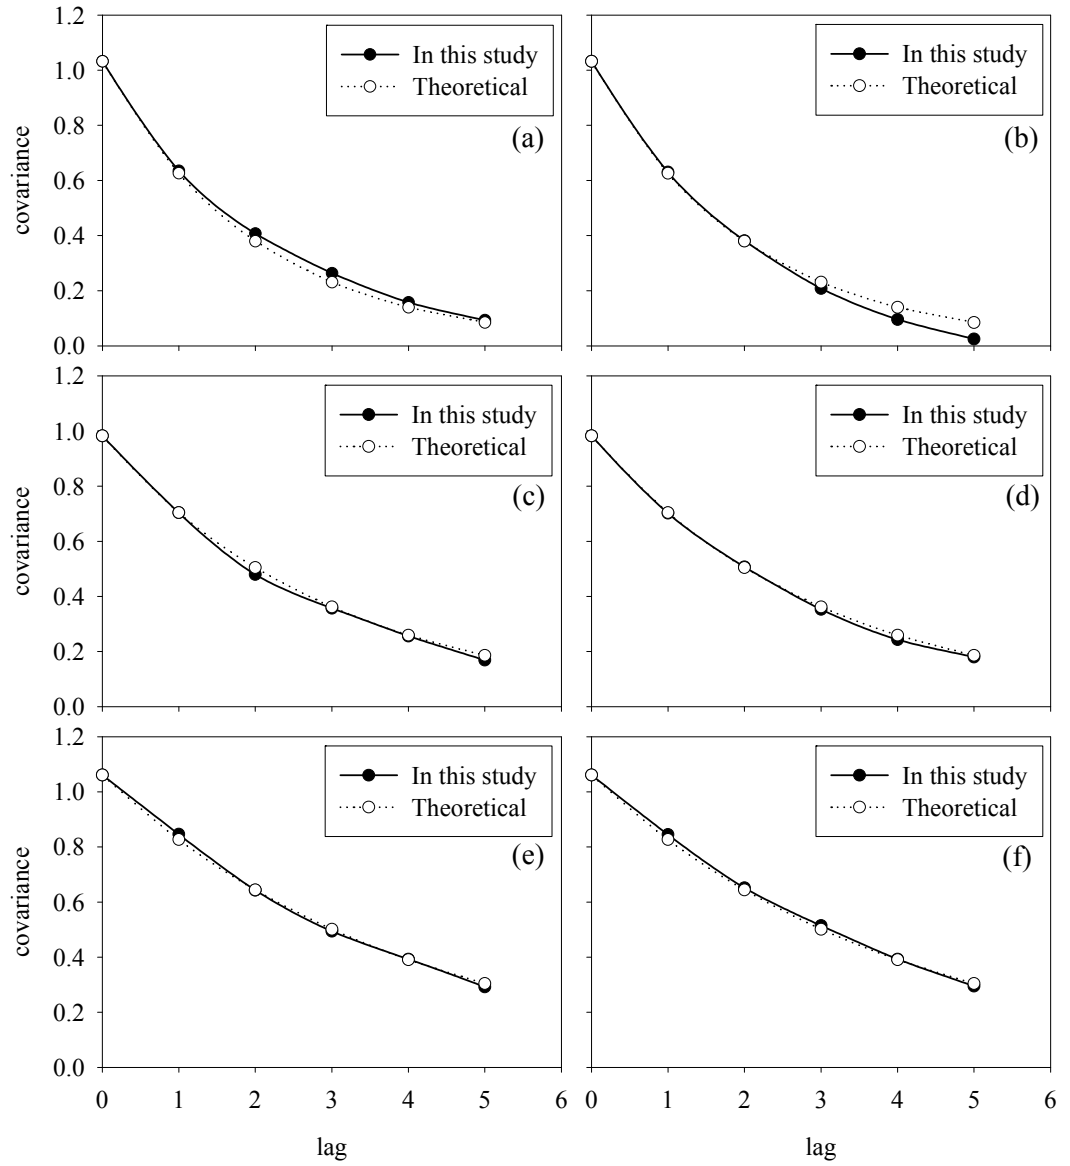 1.2
1.0
0.8
0.6
0.4
0.2
0.0
covariance
In this study
Theoretical
(a)
In this study
Theoretical
(b)
1.2
1.0
0.8
0.6
0.4
0.2
0.0
covariance
In this study
Theoretical
(c)
In this study
Theoretical
(d)
1.2
1.0
0.8
0.6
0.4
0.2
0.0
covariance
In this study
Theoretical
(e)
In this study
Theoretical
(f)
0 1 2 3 4 5 6
0 1 2 3 4 5 6
lag
lag